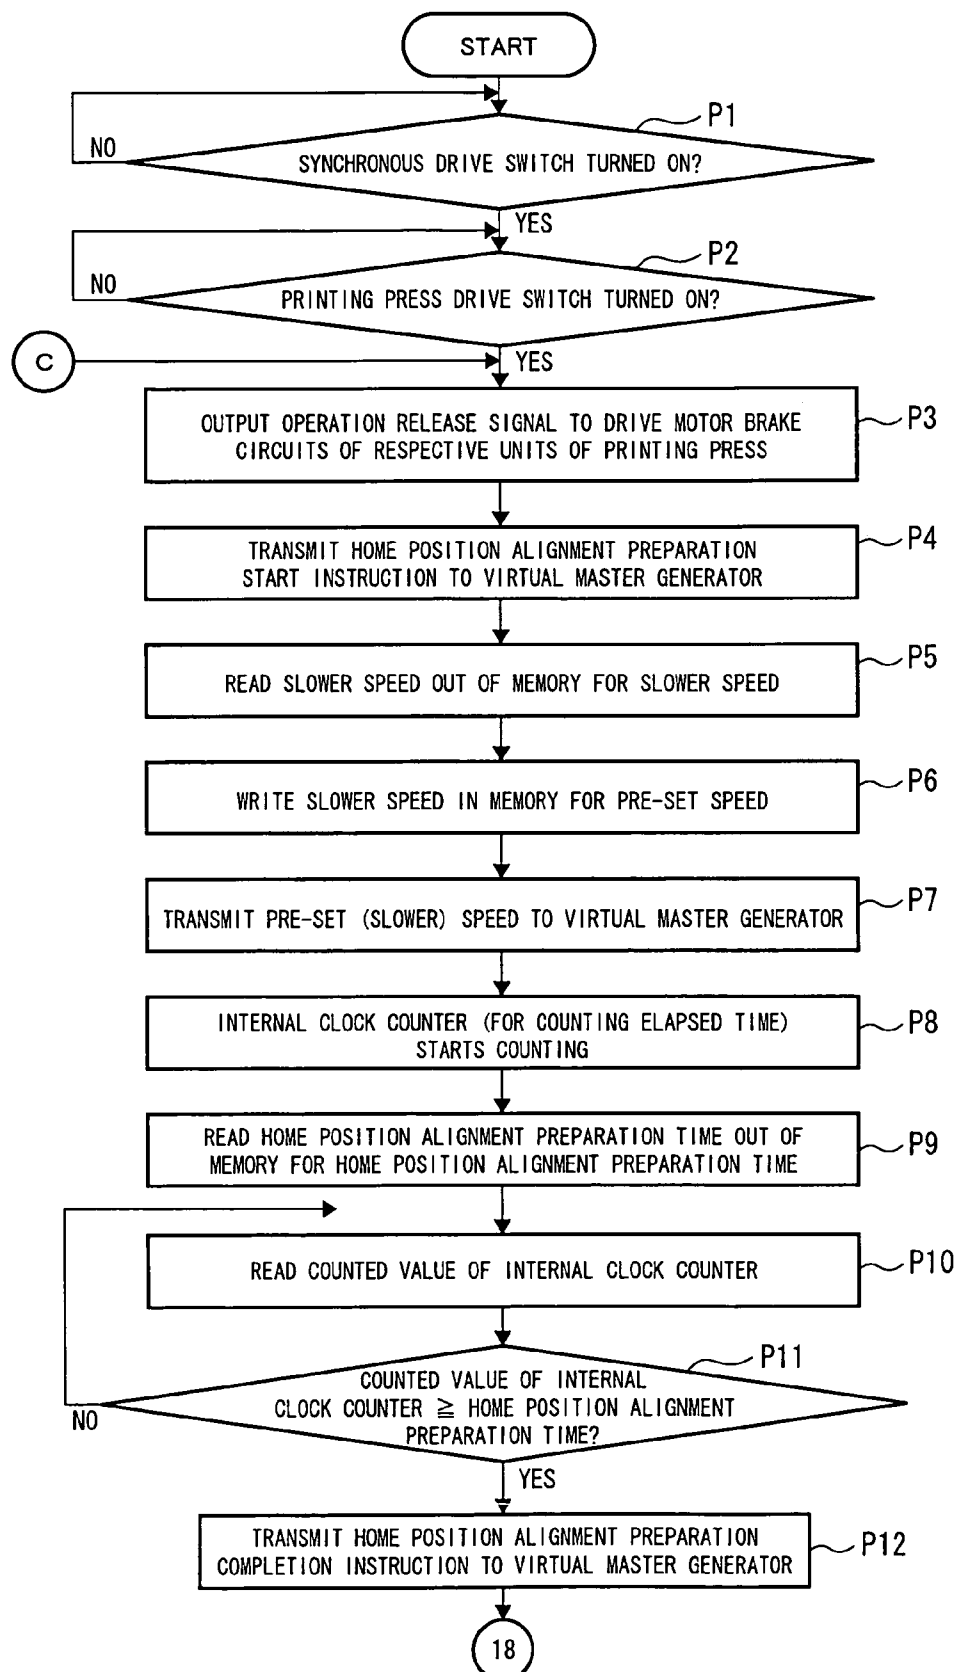 START
P1
NO
SYNCHRONOUS DRIVE SWITCH TURNED ON?
YES
P2
NO
PRINTING PRESS DRIVE SWITCH TURNED ON?
C
YES
OUTPUT OPERATION RELEASE SIGNAL TO DRIVE MOTOR BRAKE
CIRCUITS OF RESPECTIVE UNITS OF PRINTING PRESS
P3
TRANSMIT HOME POSITION ALIGNMENT PREPARATION
START INSTRUCTION TO VIRTUAL MASTER GENERATOR
P4
READ SLOWER SPEED OUT OF MEMORY FOR SLOWER SPEED
P5
WRITE SLOWER SPEED IN MEMORY FOR PRE-SET SPEED
P6
TRANSMIT PRE-SET (SLOWER) SPEED TO VIRTUAL MASTER GENERATOR
P7
INTERNAL CLOCK COUNTER (FOR COUNTING ELAPSED TIME)
STARTS COUNTING
P8
READ HOME POSITION ALIGNMENT PREPARATION TIME OUT OF
MEMORY FOR HOME POSITION ALIGNMENT PREPARATION TIME
P9
READ COUNTED VALUE OF INTERNAL CLOCK COUNTER
P10
P11
COUNTED VALUE OF INTERNAL
CLOCK COUNTER ≧ HOME POSITION ALIGNMENT
PREPARATION TIME?
NO
YES
TRANSMIT HOME POSITION ALIGNMENT PREPARATION
COMPLETION INSTRUCTION TO VIRTUAL MASTER GENERATOR
P12
18